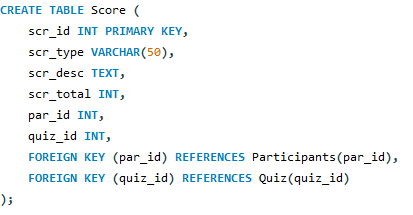 CREATE TABLE Score (
    scr_id INT PRIMARY KEY,
    scr_type VARCHAR(50),
    scr_desc TEXT,
    scr_total INT,
    par_id INT,
    quiz_id INT,
    FOREIGN KEY (par_id) REFERENCES Participants(par_id),
    FOREIGN KEY (quiz_id) REFERENCES Quiz(quiz_id)
);